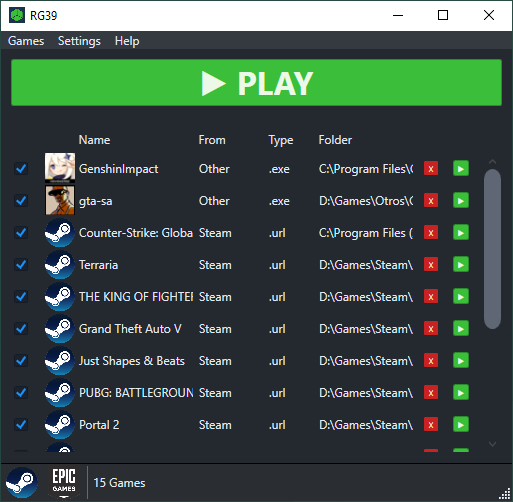 RG39
Games Settings Help
PLAY
Name From Type Folder
GenshinImpact Other .exe C:\Program Files\G x
gta-sa Other .exe D:\Games\Otros\G x
Counter-Strike: Globa Steam .url C:\Program Files ( x
Terraria Steam .url D:\Games\Steam\ x
THE KING OF FIGHTER Steam .url D:\Games\Steam\ x
Grand Theft Auto V Steam .url D:\Games\Steam\ x
Just Shapes & Beats Steam .url D:\Games\Steam\ x
PUBG: BATTLEGROUN Steam .url D:\Games\Steam\ x
Portal 2 Steam .url D:\Games\Steam\ x
EPIC
GAMES
15 Games